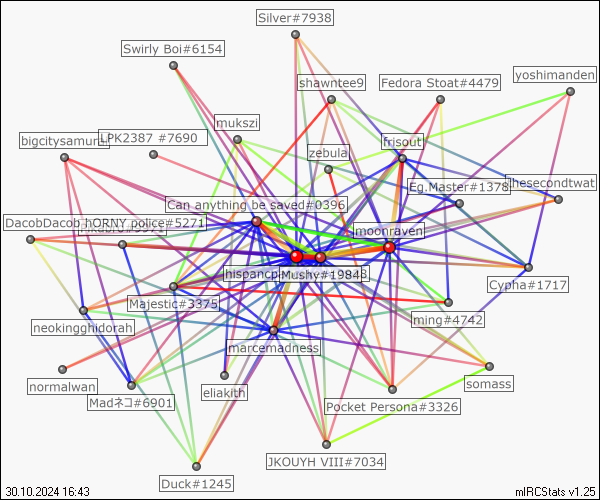 Silver#7938
Swirly Boi#6154
yoshimanden
shawntee9
Fedora Stoat#4479
mukszi
LPK2387 #7690
bigcitysamurai
frisout
zebula
Eg.Master#1378
thesecondtwat
Can anything be saved#0396
DacobDacob
hORNY police#5271
moonraven
hispancp
Mushy#19848
Cypha#1717
Majestic#3375
ming#4742
neokingghidorah
marcemadness
normalwan
eliakith
somass
Madネコ#6901
Pocket Persona#3326
JKOUYH VIII#7034
Duck#1245
30.10.2024 16:43
mIRCStats v1.25